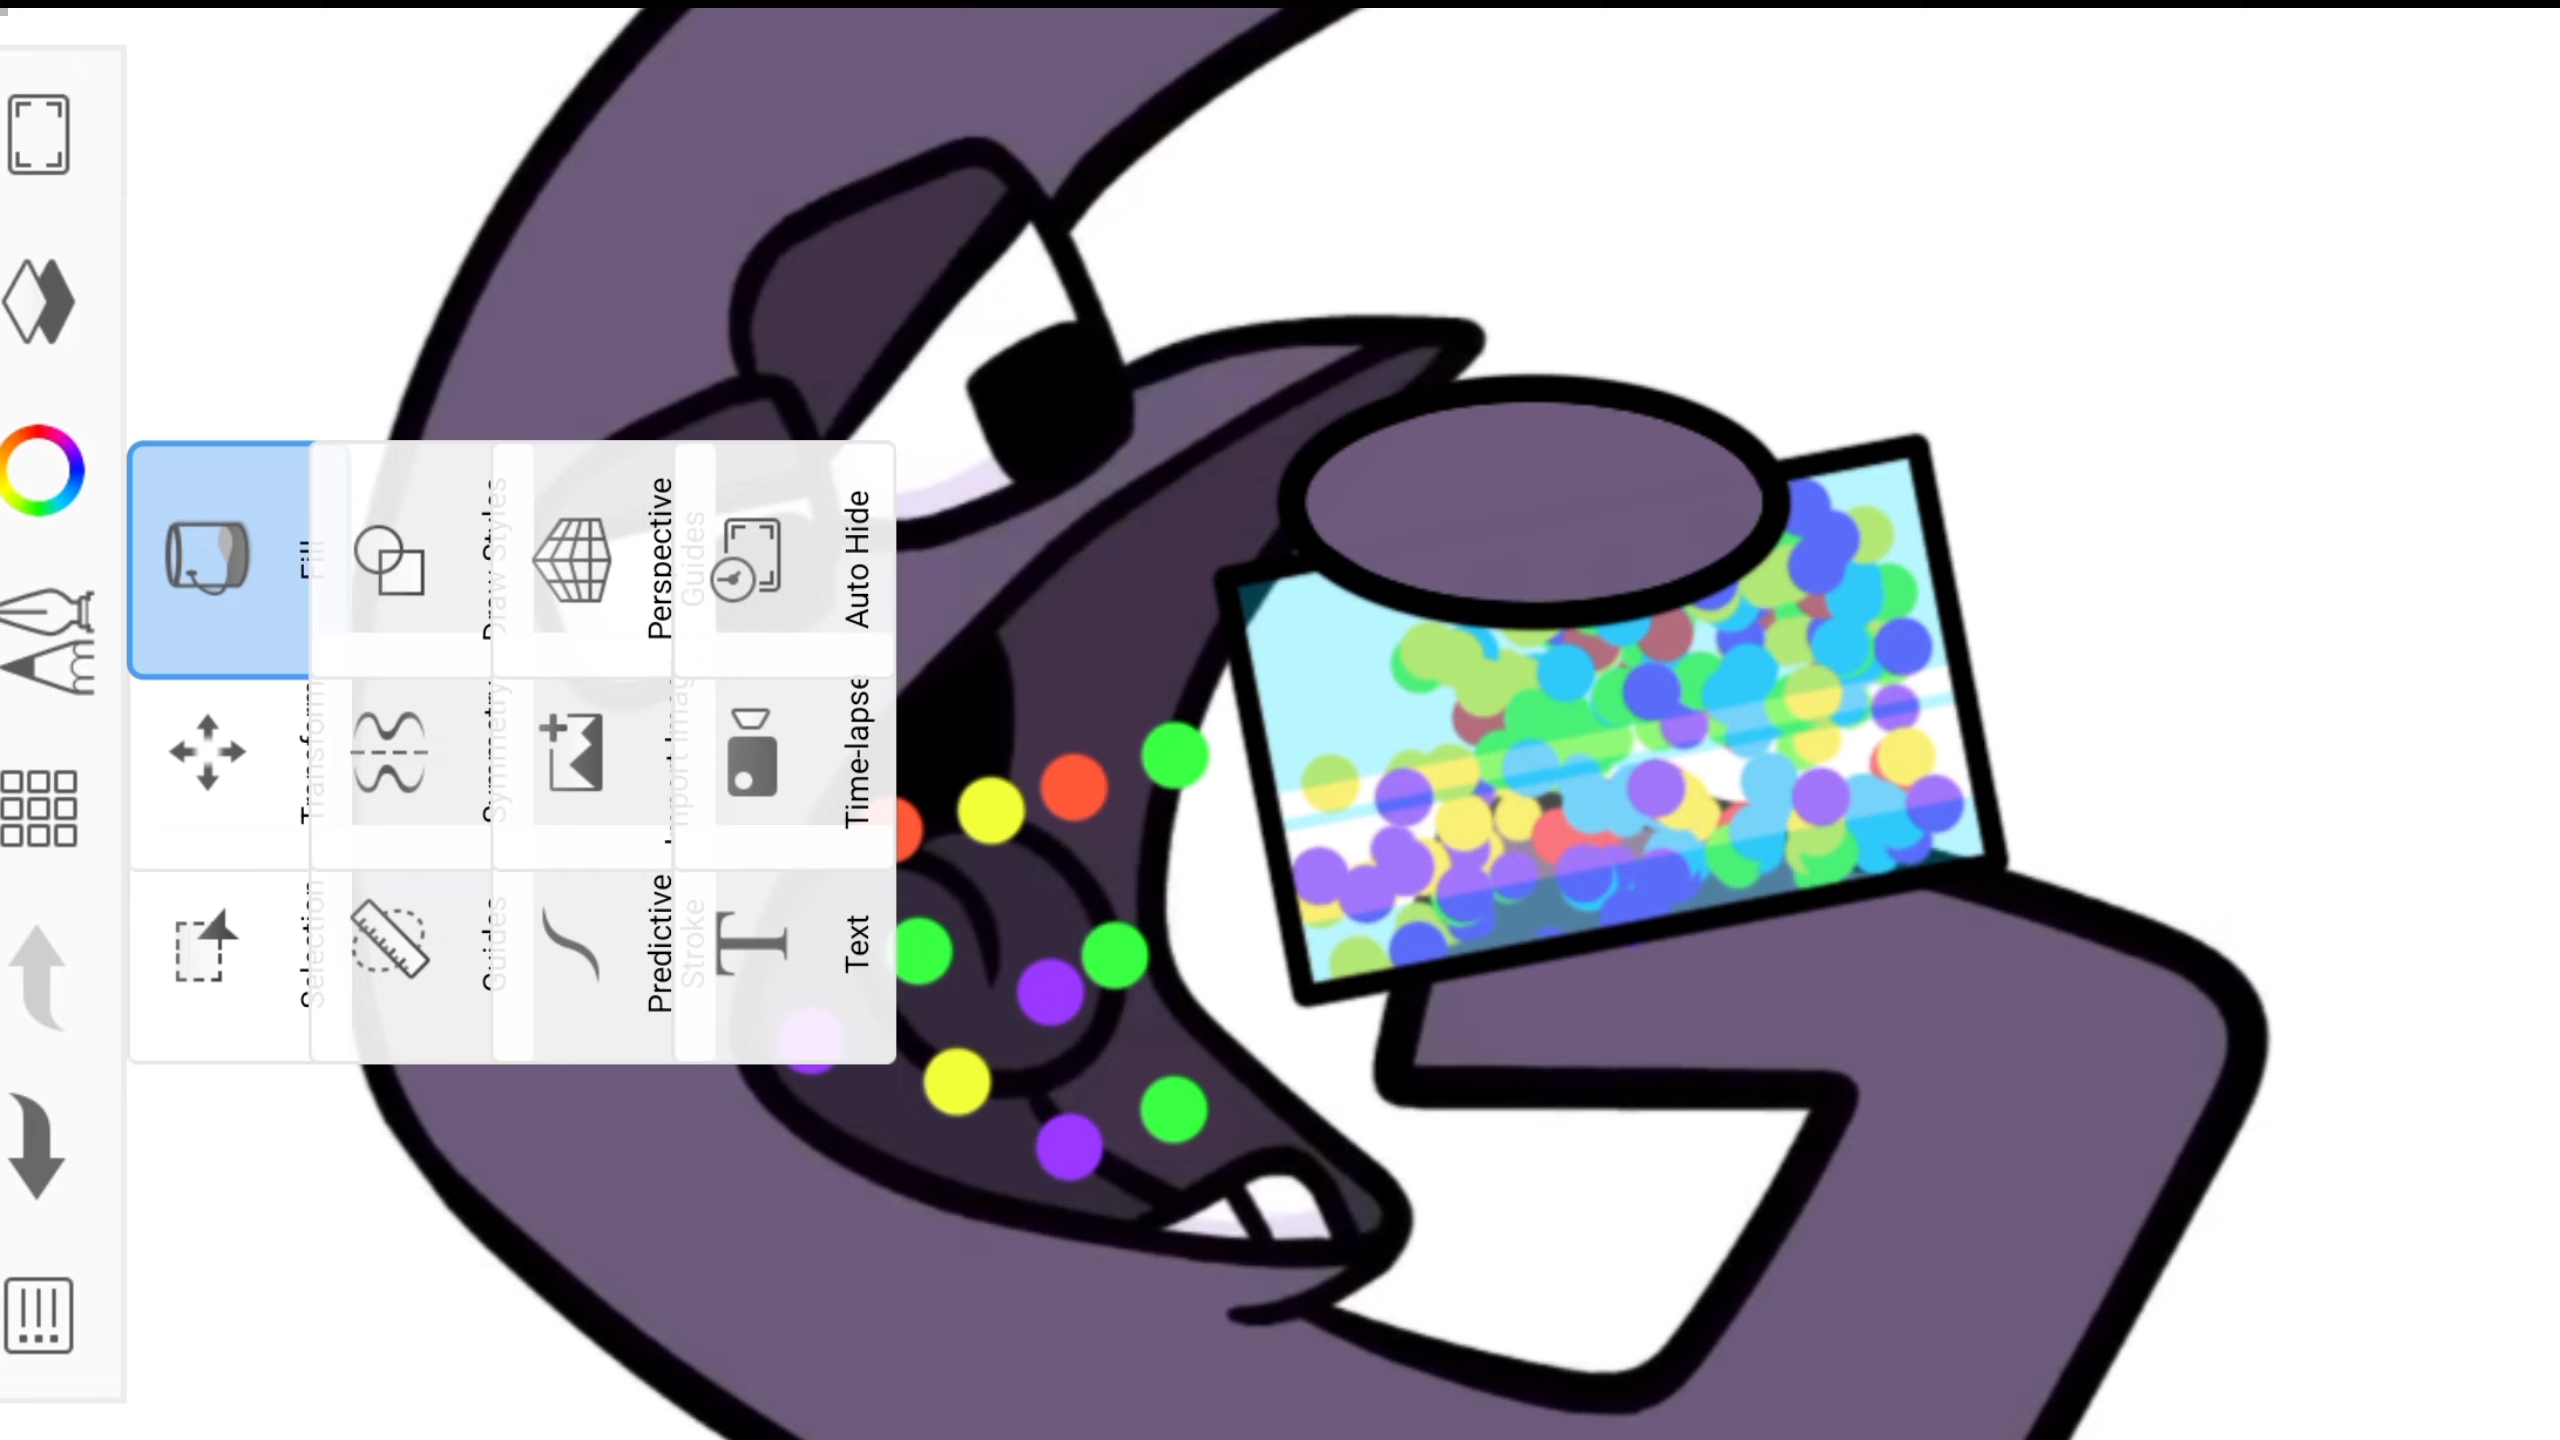 Fill
Transform
Selection
Draw Styles
Symmetry
Guides
Perspective
Guides
Import Image
Predictive
Stroke
Auto Hide
Time-lapse
Text